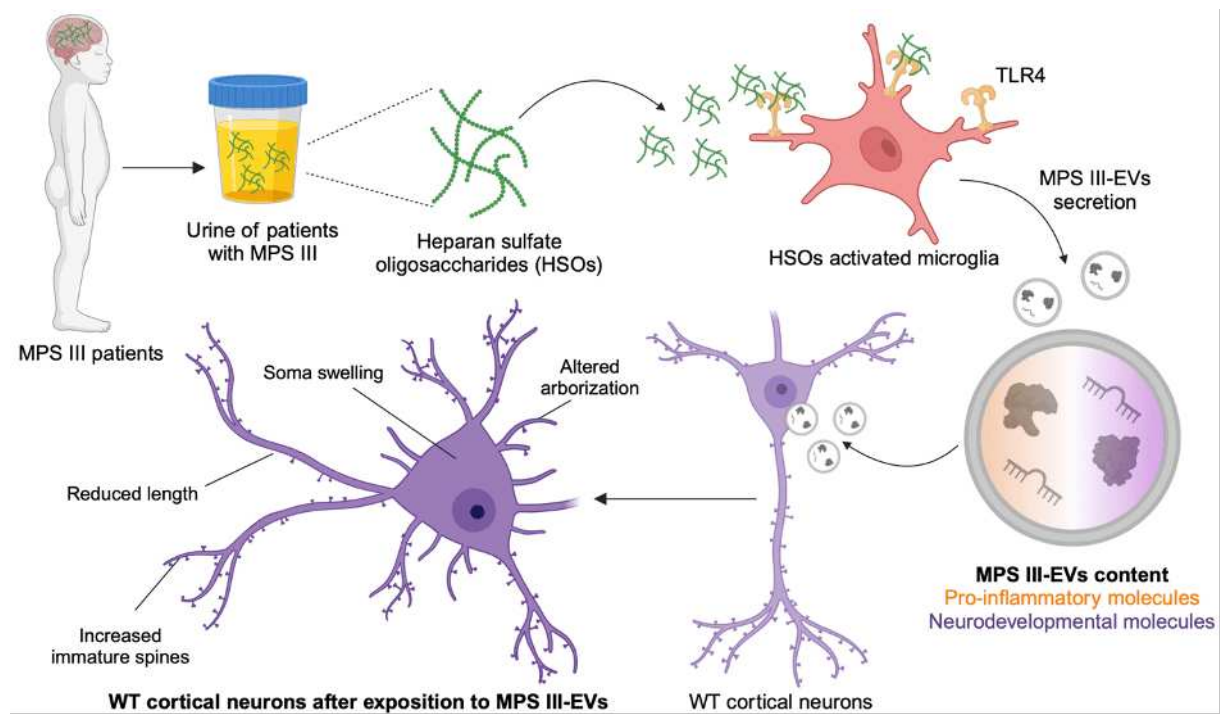 TLR4
MPS III-EVs
secretion
Urine of patients
with MPS III
Heparan sulfate
oligosaccharides (HSOs)
HSOs activated microglia
MPS III patients
Soma swelling
Altered
arborization
Reduced length
Increased
immature spines
MPS III-EVs content
Pro-inflammatory molecules
Neurodevelopmental molecules
WT cortical neurons after exposition to MPS III-EVs
WT cortical neurons